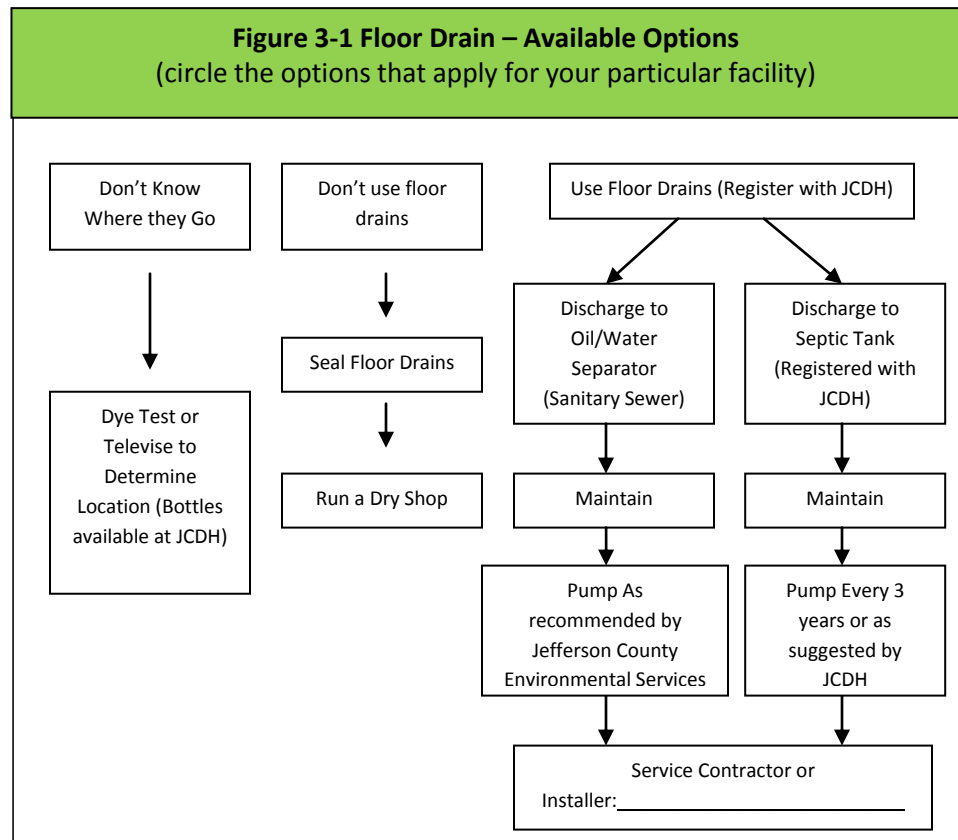 Figure 3-1 Floor Drain – Available Options
(circle the options that apply for your particular facility)
Don't Know
Where they Go
Dye Test or
Televise to
Determine
Location (Bottles
available at JCDH)
Don't use floor
drains
Seal Floor Drains
Run a Dry Shop
Use Floor Drains (Register with JCDH)
Discharge to
Oil/Water
Separator
(Sanitary Sewer)
Maintain
Pump As
recommended by
Jefferson County
Environmental Services
Discharge to
Septic Tank
(Registered with
JCDH)
Maintain
Pump Every 3
years or as
suggested by
JCDH
Service Contractor or
Installer:______________________________